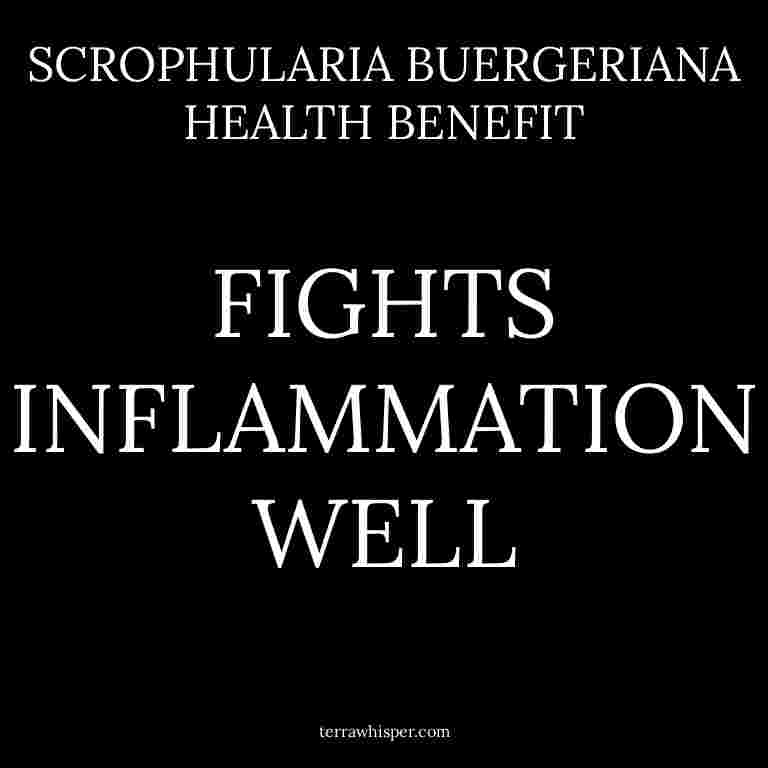 SCROPHULARIA BUERGERIANA
HEALTH BENEFIT
FIGHTS
INFLAMMATION
WELL
terrawhisper.com